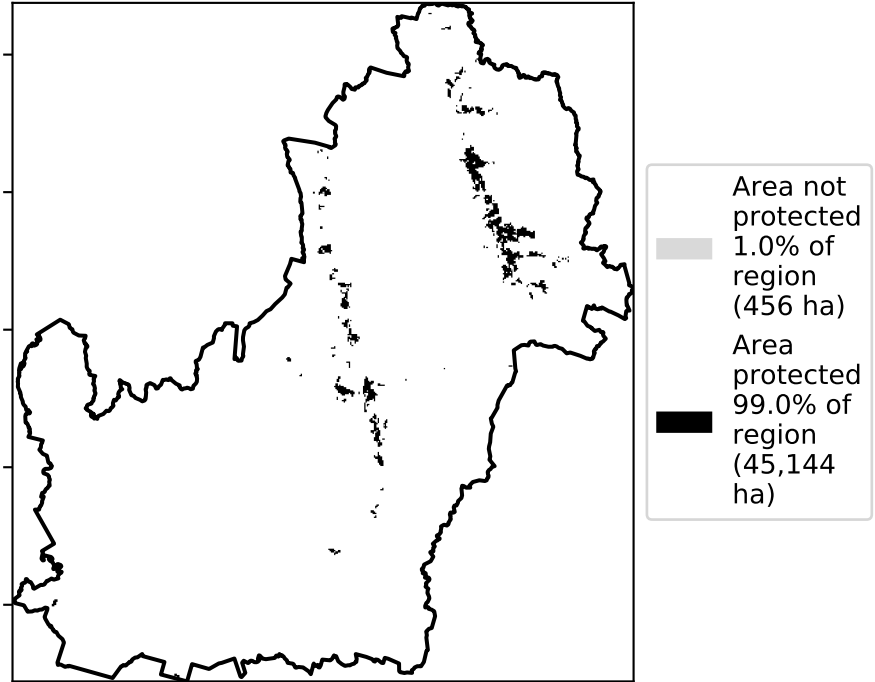 Area not
protected
1.0% of
region
(456 ha)
Area
protected
99.0% of
region
(45,144
ha)